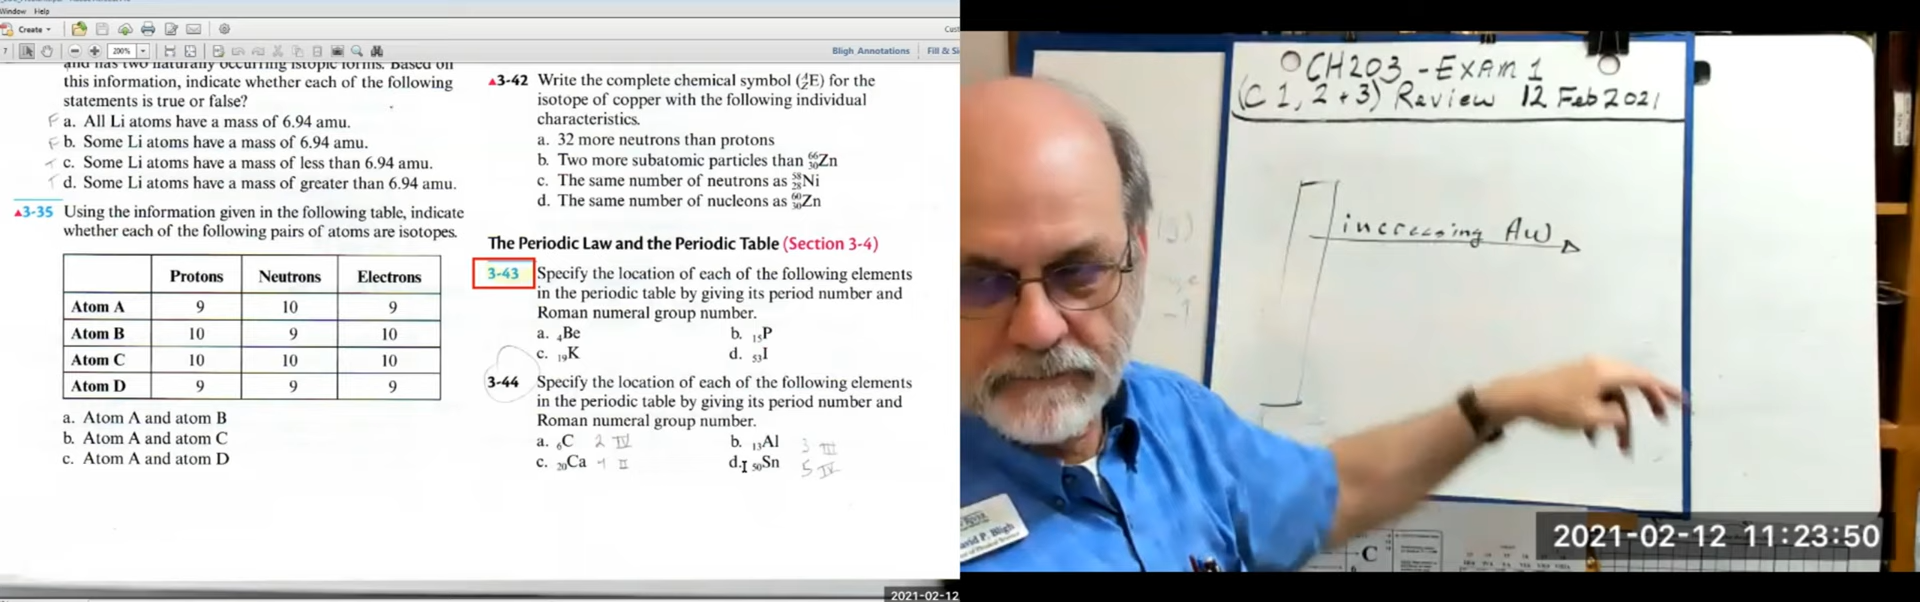 Window Help
Create
7
200%
Bligh Annotations
and has two naturally occurring istopic forms. Based on
this information, indicate whether each of the following
statements is true or false?
F a. All Li atoms have a mass of 6.94 amu.
F b. Some Li atoms have a mass of 6.94 amu.
T c. Some Li atoms have a mass of less than 6.94 amu.
T d. Some Li atoms have a mass of greater than 6.94 amu.
▲3-35 Using the information given in the following table, indicate
whether each of the following pairs of atoms are isotopes.
Protons Neutrons Electrons
Atom A 9 10 9
Atom B 10 9 10
Atom C 10 10 10
Atom D 9 9 9
a. Atom A and atom B
b. Atom A and atom C
c. Atom A and atom D
▲3-42 Write the complete chemical symbol (ᴬ_ZE) for the
isotope of copper with the following individual
characteristics.
a. 32 more neutrons than protons
b. Two more subatomic particles than ⁶⁶₃₀Zn
c. The same number of neutrons as ⁵⁸₂₈Ni
d. The same number of nucleons as ⁶⁰₃₀Zn
The Periodic Law and the Periodic Table (Section 3-4)
3-43 Specify the location of each of the following elements
in the periodic table by giving its period number and
Roman numeral group number.
a. ₄Be b. ₁₅P
c. ₁₉K d. ₅₃I
3-44 Specify the location of each of the following elements
in the periodic table by giving its period number and
Roman numeral group number.
a. ₆C 2 IV b. ₁₃Al 3 III
c. ₂₀Ca 4 II d. ₅₀Sn 5 IV
2021-02-12
CH203 - EXAM 1
(C 1, 2 + 3) Review 12 Feb 2021
increasing AW
avid P. Bligh
C
6
2021-02-12 11:23:50